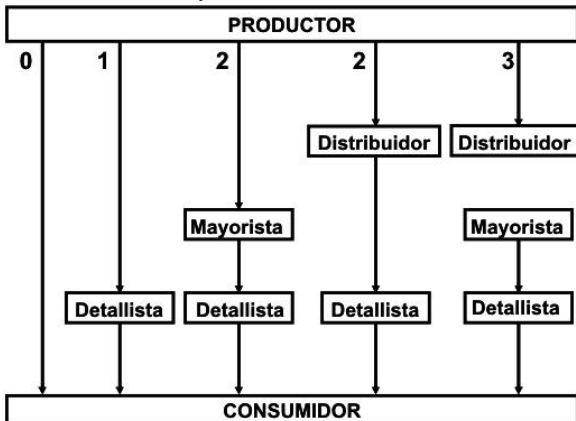 PRODUCTOR
0 1 2 2 3
Distribuidor Distribuidor
Mayorista Mayorista
Detallista Detallista Detallista Detallista
CONSUMIDOR